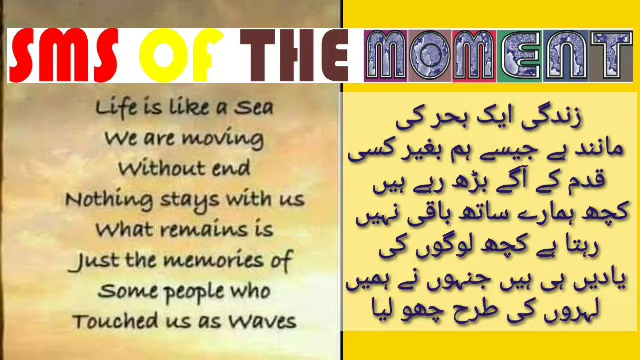 SMS OF THE MOMENT
Life is like a Sea
We are moving
Without end
Nothing stays with us
What remains is
Just the memories of
Some people who
Touched us as Waves
زندگی ایک بحر کی
مانند ہے جیسے ہم بغیر کسی
قدم کے آگے بڑھ رہے ہیں
کچھ ہمارے ساتھ باقی نہیں
رہتا ہے کچھ لوگوں کی
یادیں ہی ہیں جنہوں نے ہمیں
لہروں کی طرح چھو لیا